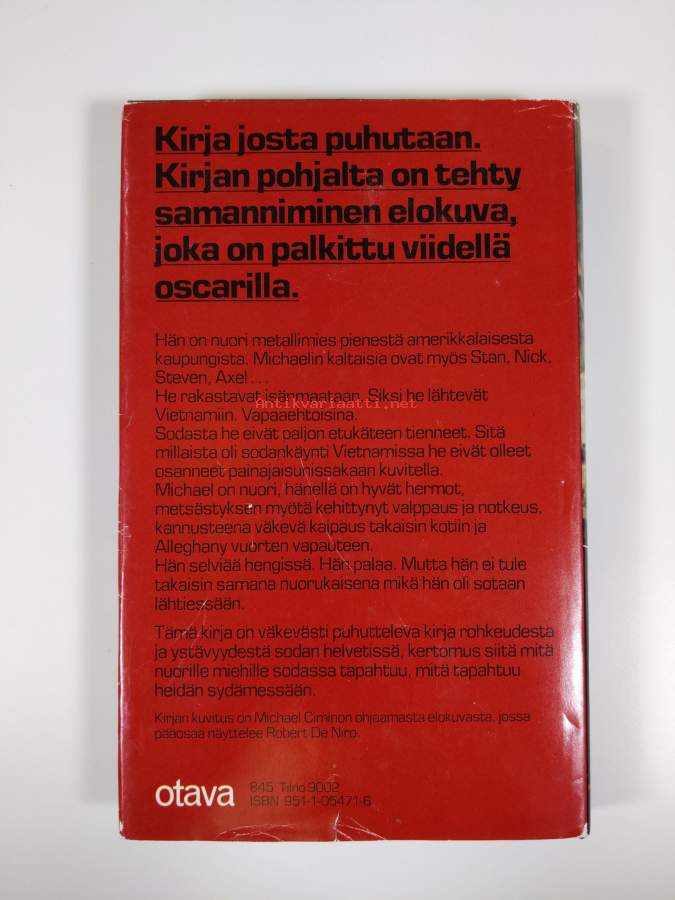 Kirja josta puhutaan.
Kirjan pohjalta on tehty
samanniminen elokuva,
joka on palkittu viidellä
oscarilla.
Hän on nuori metallimies pienestä amerikkalaisesta
kaupungista. Michaelin kaltaisia ovat myös Stan, Nick,
Steven, Axel...
He rakastavat isänmaataan. Siksi he lähtevät
Antikvariaatti.net
Vietnamiin. Vapaaehtoisina.
Sodasta he eivät paljon etukäteen tienneet. Sitä
millaista oli sodankäynti Vietnamissa he eivät olleet
osanneet painajaisunissakaan kuvitella.
Michael on nuori, hänellä on hyvät hermot,
metsästyksen myötä kehittynyt valppaus ja notkeus,
kannusteena väkevä kaipaus takaisin kotiin ja
Alleghany vuorten vapauteen.
Hän selviää hengissä. Hän palaa. Mutta hän ei tule
takaisin samana nuorukaisena mikä hän oli sotaan
lähtiessään.
Tämä kirja on väkevästi puhutteleva kirja rohkeudesta
ja ystävyydestä sodan helvetissä, kertomus siitä mitä
nuorille miehille sodassa tapahtuu, mitä tapahtuu
heidän sydämessään.
Kirjan kuvitus on Michael Ciminon ohjaamasta elokuvasta, jossa
pääosaa näyttelee Robert De Niro.
otava
845 Tilno 9002
ISBN 951-1-05471-6